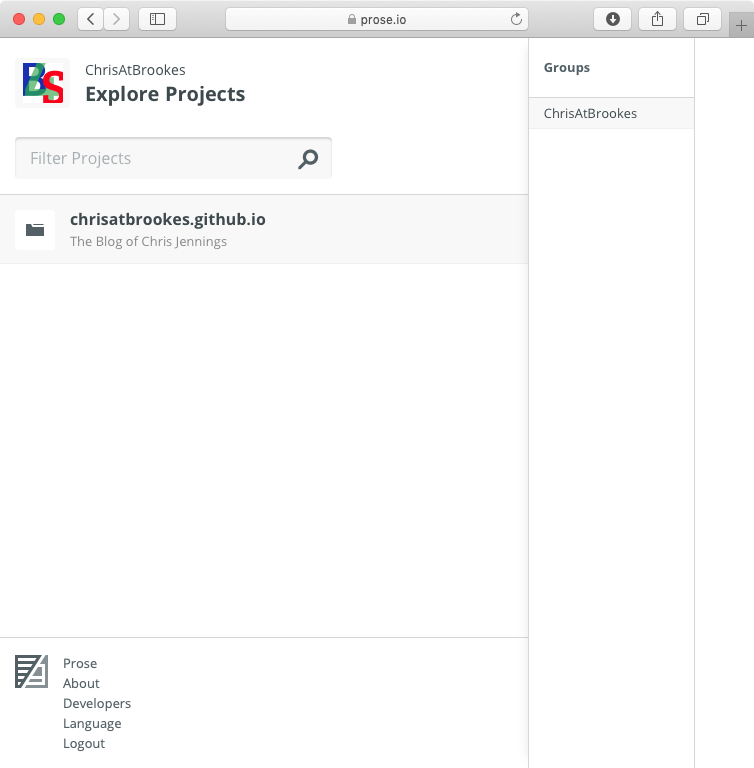 prose.io
ChrisAtBrookes
Explore Projects
Filter Projects
chrisatbrookes.github.io
The Blog of Chris Jennings
Groups
ChrisAtBrookes
Prose
About
Developers
Language
Logout